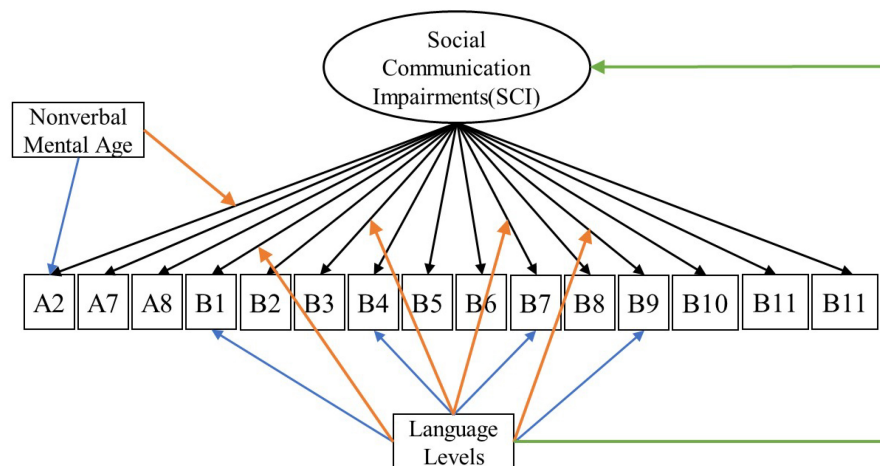 Social
Communication
Impairments(SCI)
Nonverbal
Mental Age
A2 A7 A8 B1 B2 B3 B4 B5 B6 B7 B8 B9 B10 B11 B11
Language
Levels